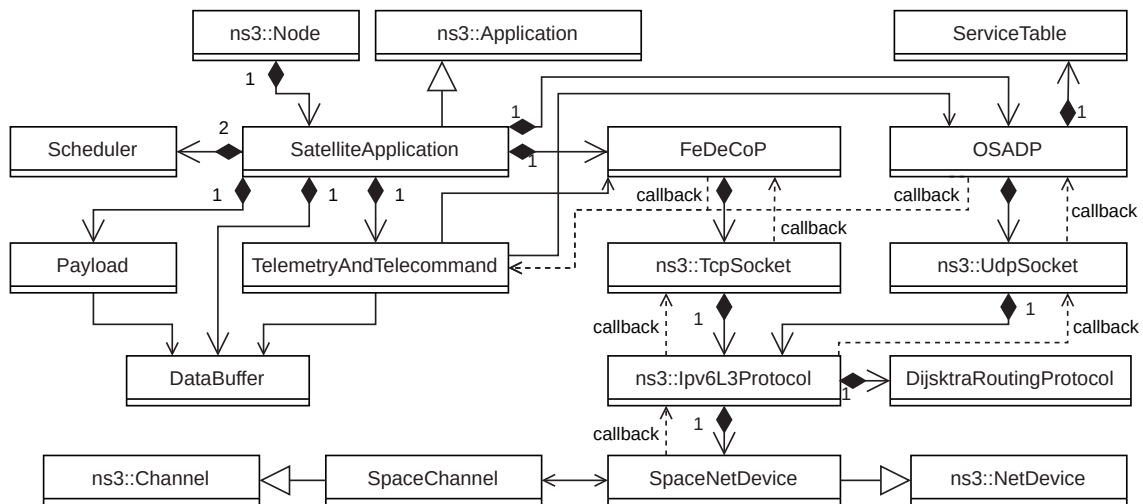 ns3::Node
ns3::Application
ServiceTable
1
1
1
2
Scheduler
SatelliteApplication
1
FeDeCoP
OSADP
1
1
1
callback
callback
callback
callback
Payload
TelemetryAndTelecommand
ns3::TcpSocket
ns3::UdpSocket
1
1
callback
callback
DataBuffer
ns3::Ipv6L3Protocol
1
DijsktraRoutingProtocol
callback
1
ns3::Channel
SpaceChannel
SpaceNetDevice
ns3::NetDevice